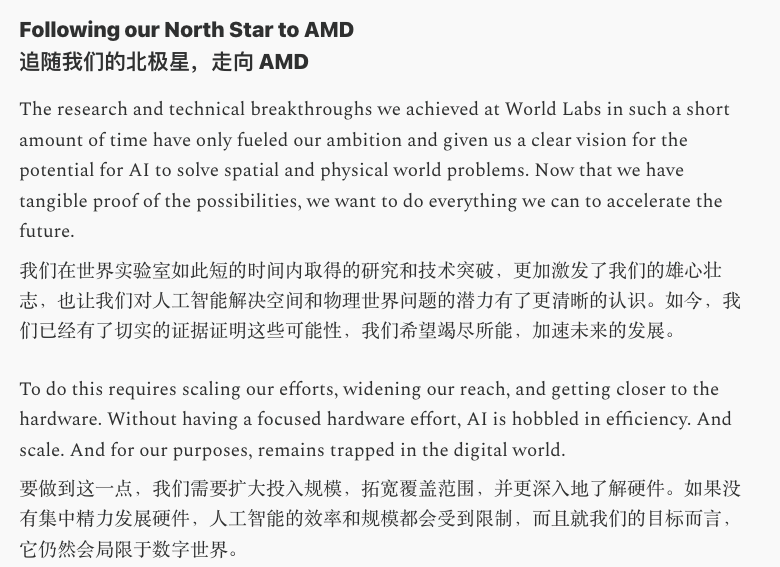 Following our North Star to AMD
追随我们的北极星，走向 AMD
The research and technical breakthroughs we achieved at World Labs in such a short
amount of time have only fueled our ambition and given us a clear vision for the
potential for AI to solve spatial and physical world problems. Now that we have
tangible proof of the possibilities, we want to do everything we can to accelerate the
future.
我们在世界实验室如此短的时间内取得的研究和技术突破，更加激发了我们的雄心壮
志，也让我们对人工智能解决空间和物理世界问题的潜力有了更清晰的认识。如今，我
们已经有了切实的证据证明这些可能性，我们希望竭尽所能，加速未来的发展。
To do this requires scaling our efforts, widening our reach, and getting closer to the
hardware. Without having a focused hardware effort, AI is hobbled in efficiency. And
scale. And for our purposes, remains trapped in the digital world.
要做到这一点，我们需要扩大投入规模，拓宽覆盖范围，并更深入地了解硬件。如果没
有集中精力发展硬件，人工智能的效率和规模都会受到限制，而且就我们的目标而言，
它仍然会局限于数字世界。